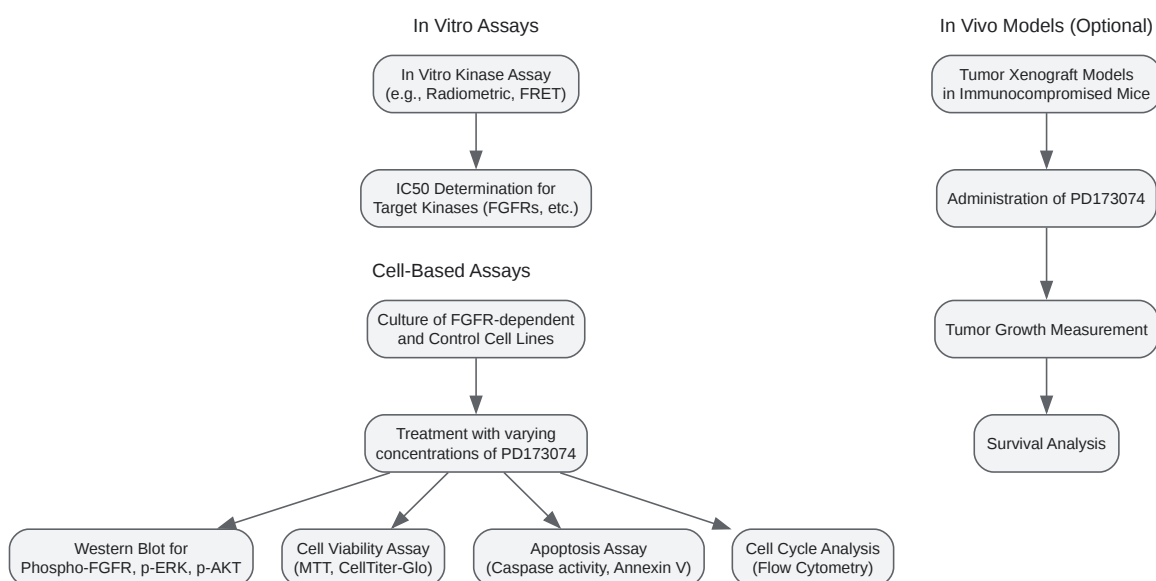 In Vitro Assays
In Vitro Kinase Assay
(e.g., Radiometric, FRET)
IC50 Determination for
Target Kinases (FGFRs, etc.)
Cell-Based Assays
Culture of FGFR-dependent
and Control Cell Lines
Treatment with varying
concentrations of PD173074
Western Blot for
Phospho-FGFR, p-ERK, p-AKT
Cell Viability Assay
(MTT, CellTiter-Glo)
Apoptosis Assay
(Caspase activity, Annexin V)
Cell Cycle Analysis
(Flow Cytometry)
In Vivo Models (Optional)
Tumor Xenograft Models
in Immunocompromised Mice
Administration of PD173074
Tumor Growth Measurement
Survival Analysis